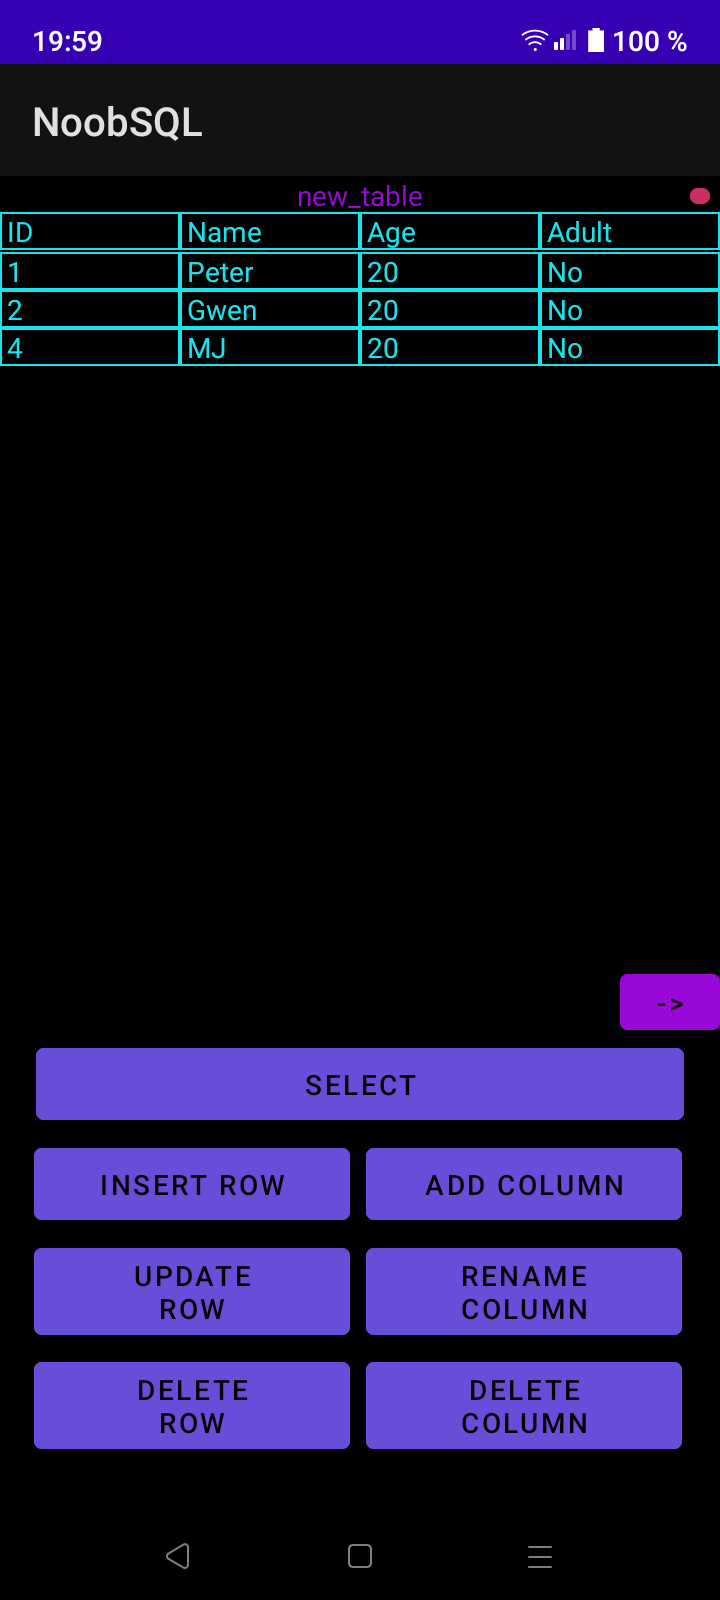 19:59 100 %
NoobSQL
new_table
ID Name Age Adult
1 Peter 20 No
2 Gwen 20 No
4 MJ 20 No
->
SELECT
INSERT ROW ADD COLUMN
UPDATE RENAME
ROW COLUMN
DELETE DELETE
ROW COLUMN